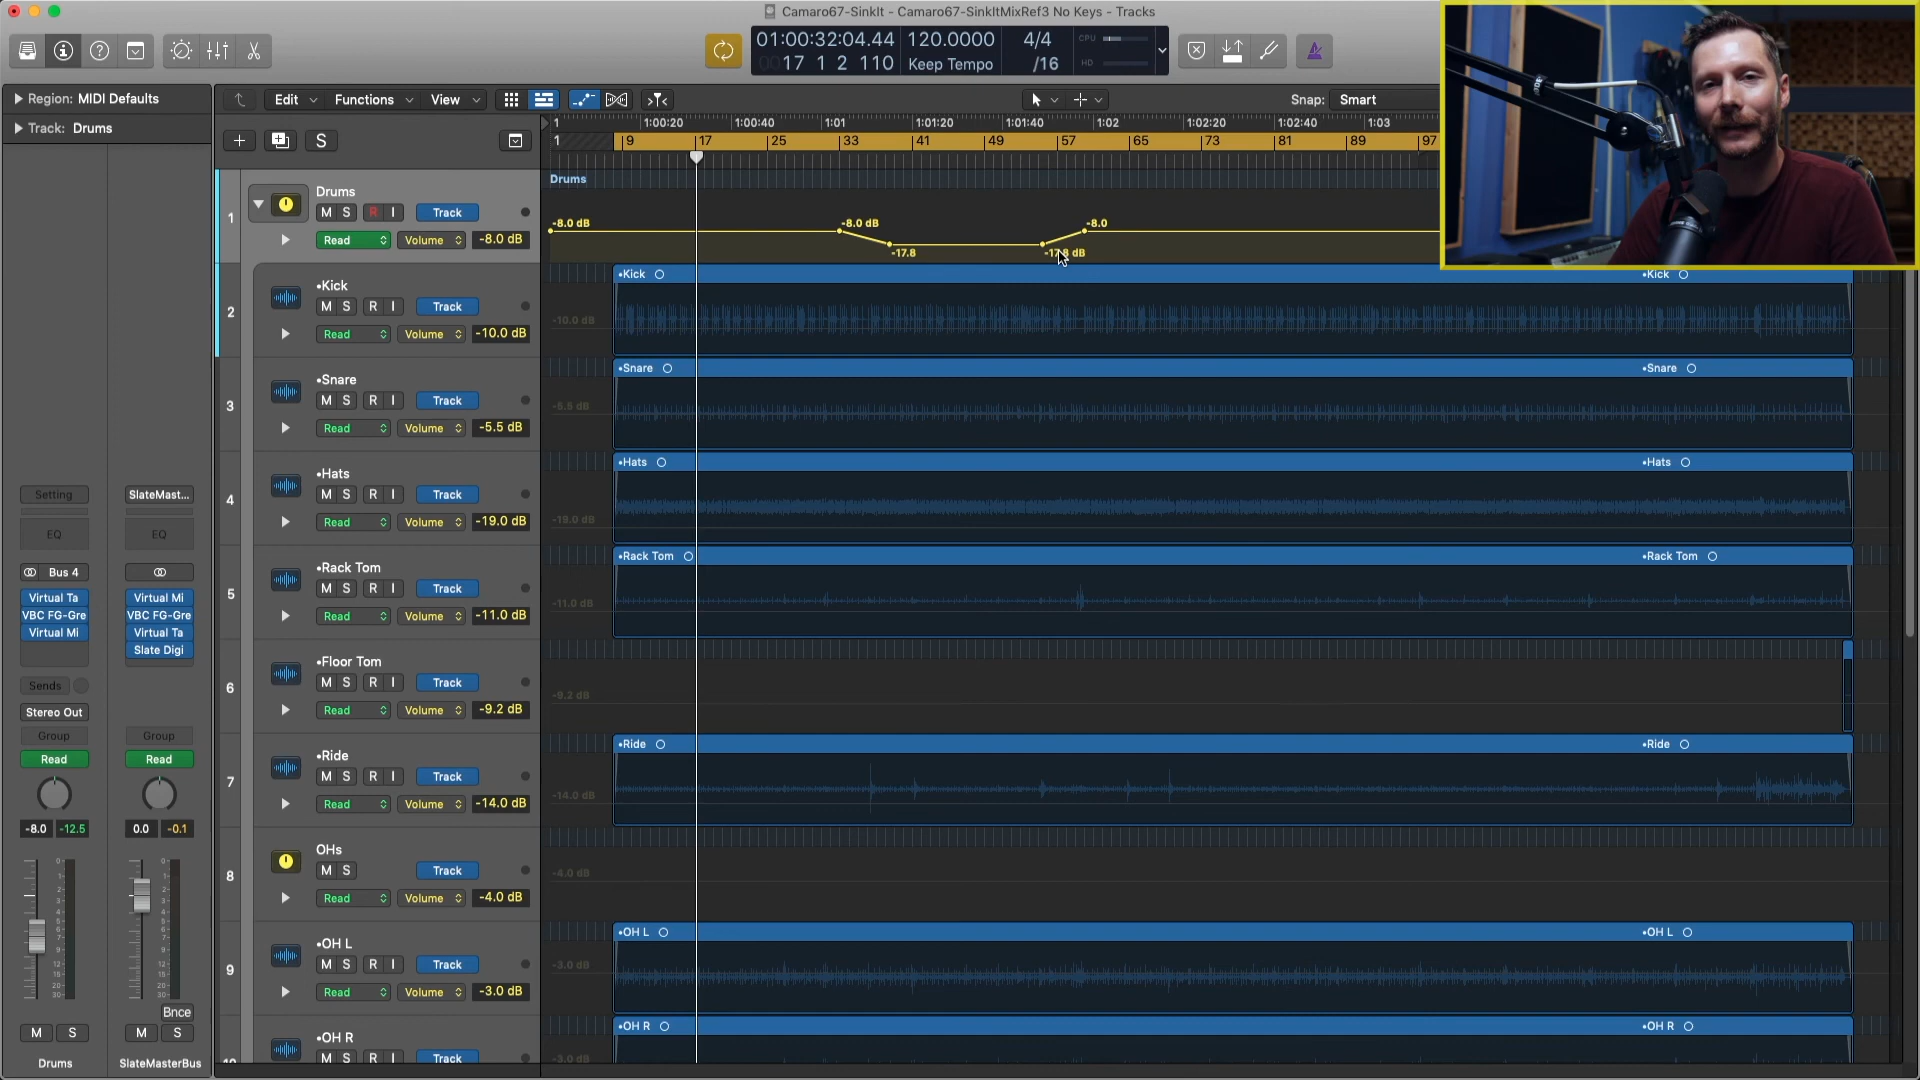 Camaro67-SinkIt - Camaro67-SinkItMixRef3 No Keys - Tracks
01:00:32:04.44 120.0000 4/4 CPU
17 1 2 110 Keep Tempo /16 HD
Region: MIDI Defaults
Edit Functions View Snap: Smart
Track: Drums
1 1:00:20 1:00:40 1:01 1:01:20 1:01:40 1:02 1:02:20 1:02:40 1:03
1 9 17 25 33 41 49 57 65 73 81 89 97
S
Drums
1 Drums
M S R I Track
Read Volume -8.0 dB
-8.0 dB -8.0 dB -8.0
-17.8
2 •Kick
M S R I Track
Read Volume -10.0 dB
•Kick •Kick
-10.0 dB
3 •Snare
M S R I Track
Read Volume -5.5 dB
•Snare •Snare
-5.5 dB
4 •Hats
M S R I Track
Read Volume -19.0 dB
•Hats •Hats
-19.0 dB
5 •Rack Tom
M S R I Track
Read Volume -11.0 dB
•Rack Tom •Rack Tom
-11.0 dB
6 •Floor Tom
M S R I Track
Read Volume -9.2 dB
-9.2 dB
7 •Ride
M S R I Track
Read Volume -14.0 dB
•Ride •Ride
-14.0 dB
8 OHs
M S Track
Read Volume -4.0 dB
-4.0 dB
9 •OH L
M S R I Track
Read Volume -3.0 dB
•OH L •OH L
-3.0 dB
•OH R
M S R I Track
•OH R •OH R
-3.0 dB
Setting SlateMast...
EQ EQ
Bus 4
Virtual Ta Virtual Mi
VBC FG-Gre VBC FG-Gre
Virtual Mi Virtual Ta
Slate Digi
Sends
Stereo Out
Group Group
Read Read
-8.0 -12.5 0.0 -0.1
Bnce
M S M S
Drums SlateMasterBus